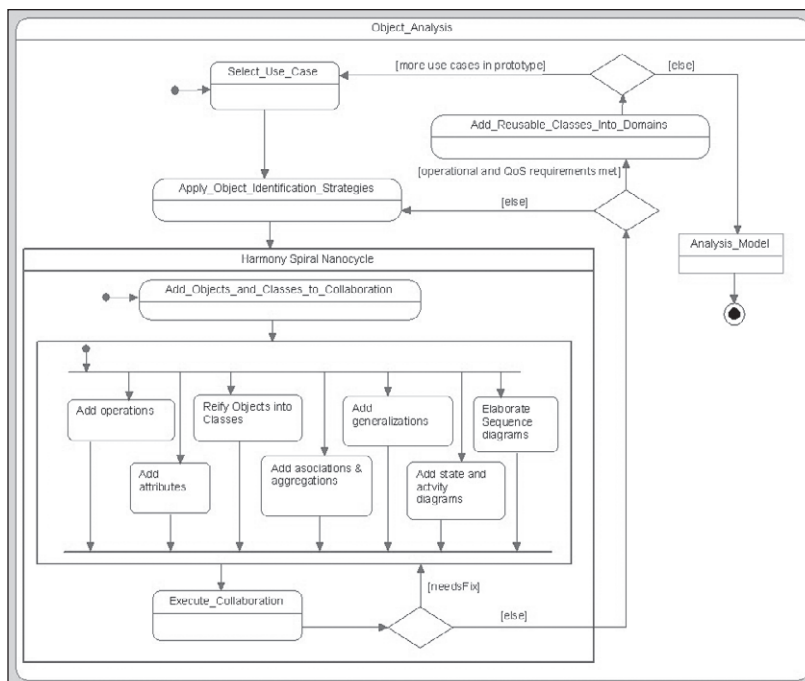 Object_Analysis
Select_Use_Case
[more use cases in prototype]
[else]
Add_Reusable_Classes_Into_Domains
[operational and QoS requirements met]
Apply_Object_Identification_Strategies
[else]
Analysis_Model
Harmony Spiral Nanocycle
Add_Objects_and_Classes_to_Collaboration
Add operations
Reify Objects into
Classes
Add
generalizations
Elaborate
Sequence
diagrams
Add
attributes
Add asociations &
aggregations
Add state and
actvity
diagrams
Execute_Collaboration
[needsFix]
[else]